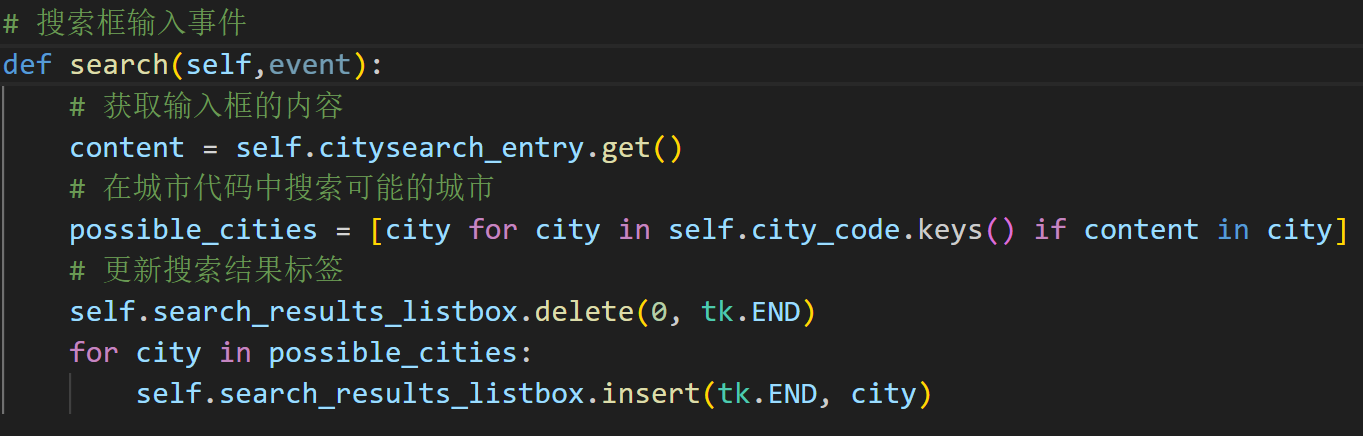 # 搜索框输入事件
def search(self,event):
    # 获取输入框的内容
    content = self.citysearch_entry.get()
    # 在城市代码中搜索可能的城市
    possible_cities = [city for city in self.city_code.keys() if content in city]
    # 更新搜索结果标签
    self.search_results_listbox.delete(0, tk.END)
    for city in possible_cities:
        self.search_results_listbox.insert(tk.END, city)